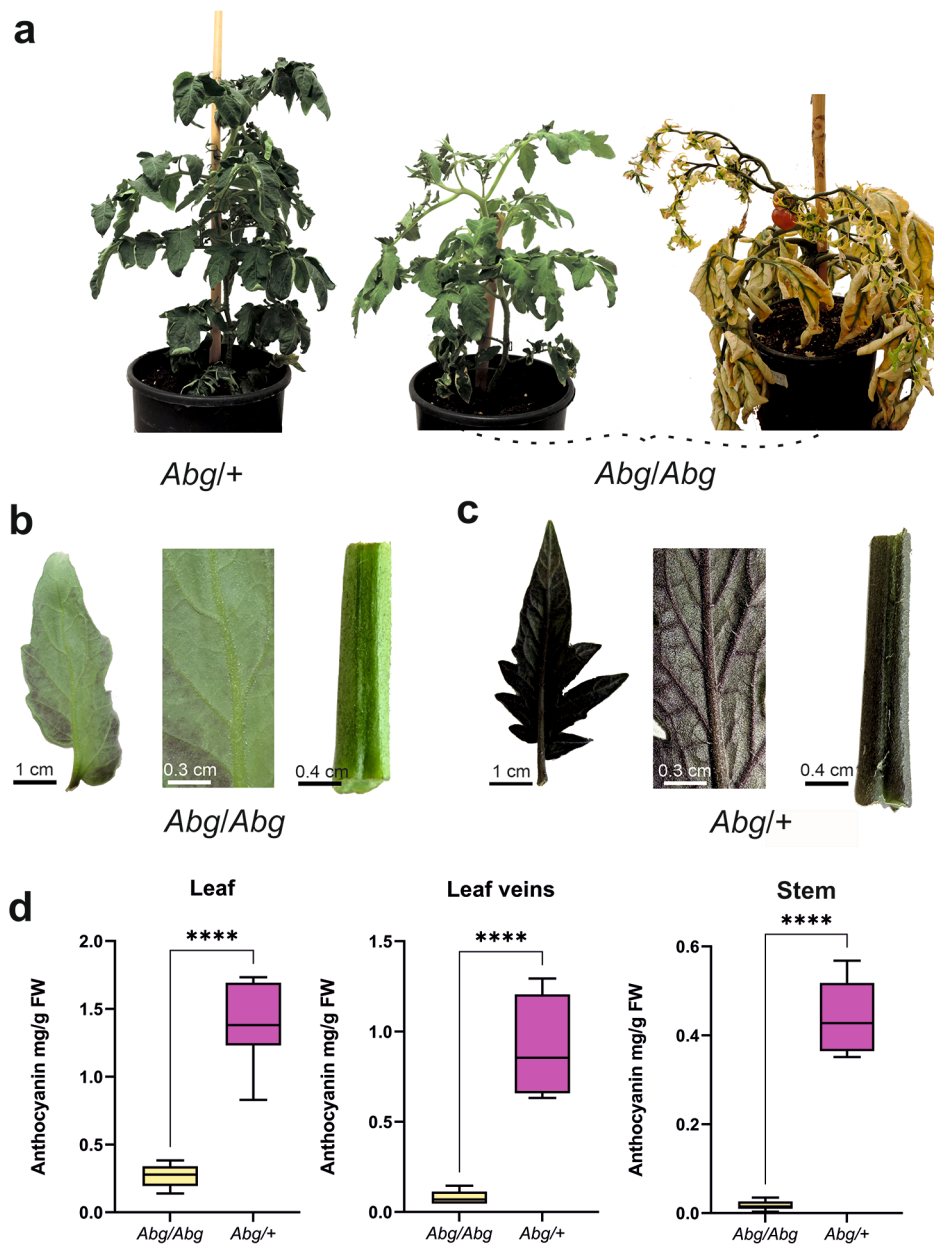 a
Abg/+
Abg/Abg
b
c
1 cm
0.3 cm
0.4 cm
1 cm
0.3 cm
0.4 cm
Abg/Abg
Abg/+
d
Leaf
****
Anthocyanin mg/g FW
2.0
1.5
1.0
0.5
0.0
Abg/Abg
Abg/+
Leaf veins
****
Anthocyanin mg/g FW
1.5
1.0
0.5
0.0
Abg/Abg
Abg/+
Stem
****
Anthocyanin mg/g FW
0.6
0.4
0.2
0.0
Abg/Abg
Abg/+